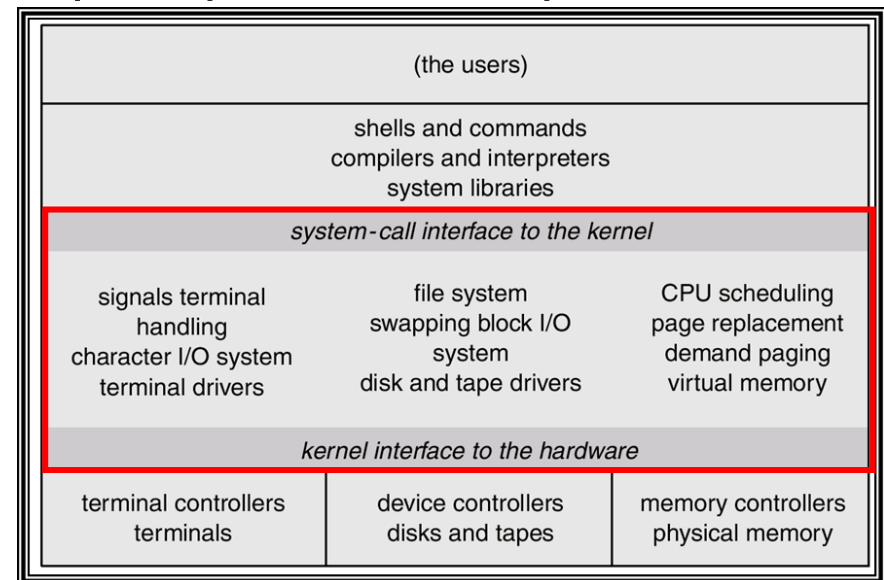 (the users)
shells and commands
compilers and interpreters
system libraries
system-call interface to the kernel
signals terminal
handling
character I/O system
terminal drivers
file system
swapping block I/O
system
disk and tape drivers
CPU scheduling
page replacement
demand paging
virtual memory
kernel interface to the hardware
terminal controllers
terminals
device controllers
disks and tapes
memory controllers
physical memory